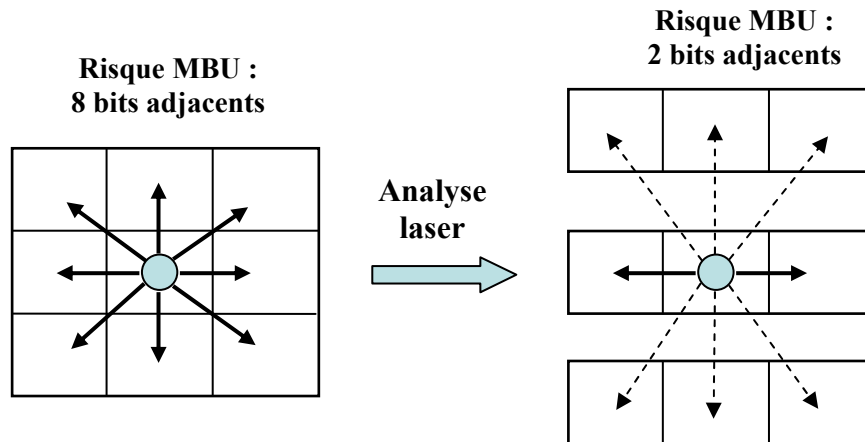 Risque MBU :
8 bits adjacents
Analyse
laser
Risque MBU :
2 bits adjacents